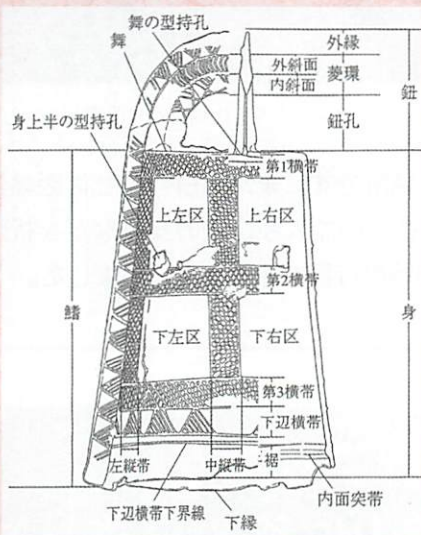 舞の型持孔
舞
外縁
外斜面
菱環
内斜面
鈕
身上半の型持孔
鈕孔
第1横帯
上左区
上右区
第2横帯
鰭
身
下左区
下右区
第3横帯
下辺横帯
左縦帯
中縦帯
裾
内面突帯
下辺横帯下界線
下縁